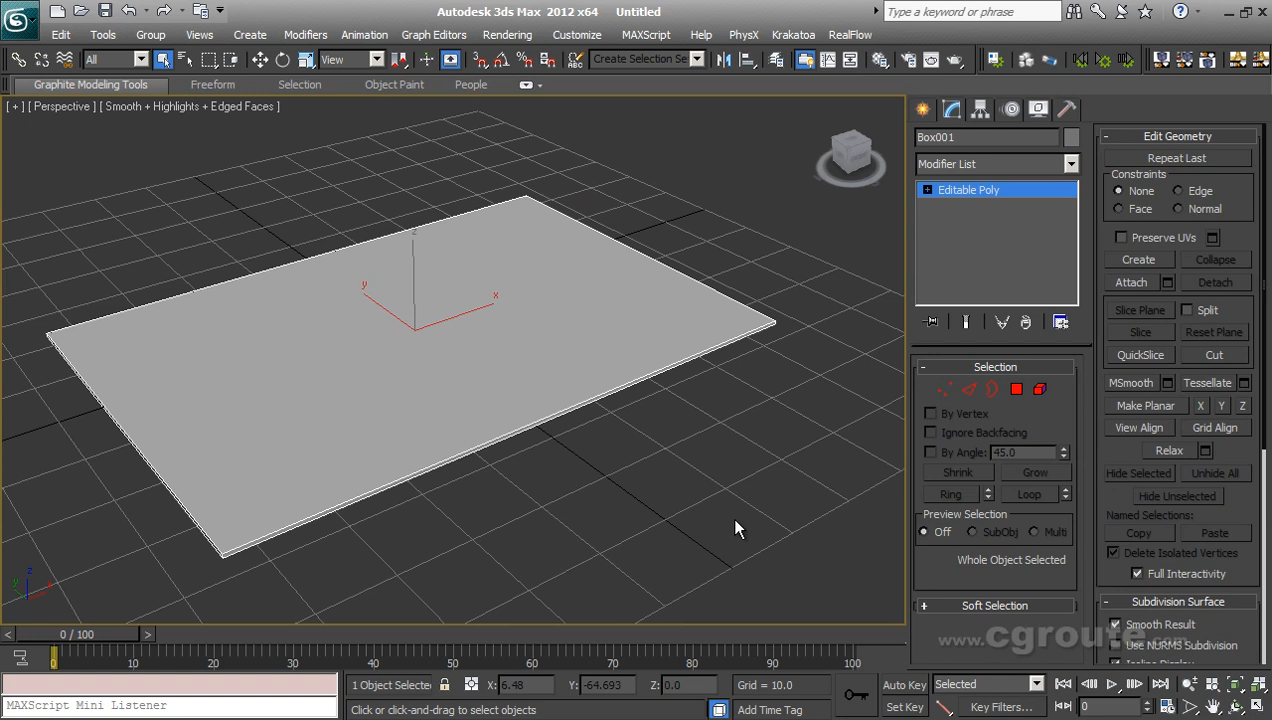 Autodesk 3ds Max 2012 x64 Untitled
Type a keyword or phrase
Edit Tools Group Views Create Modifiers Animation Graph Editors Rendering Customize MAXScript Help PhysX Krakatoa RealFlow
All View Create Selection Se
Graphite Modeling Tools Freeform Selection Object Paint People
[ + ] [ Perspective ] [ Smooth + Highlights + Edged Faces ]
z
y
x
z
y
x
Box001
Modifier List
Editable Poly
Selection
By Vertex
Ignore Backfacing
By Angle: 45.0
Shrink Grow
Ring Loop
Preview Selection
Off SubObj Multi
Whole Object Selected
Soft Selection
Edit Geometry
Repeat Last
Constraints
None Edge
Face Normal
Preserve UVs
Create Collapse
Attach Detach
Slice Plane Split
Slice Reset Plane
QuickSlice Cut
MSmooth Tessellate
Make Planar X Y Z
View Align Grid Align
Relax
Hide Selected Unhide All
Hide Unselected
Named Selections:
Copy Paste
Delete Isolated Vertices
Full Interactivity
Subdivision Surface
Smooth Result
Use NURMS Subdivision
Isoline Display
www.cgroute.com
< 0 / 100 >
0 10 20 30 40 50 60 70 80 90 100
1 Object Selecte X: 6.48 Y: -64.693 Z: 0.0 Grid = 10.0 Auto Key Selected
MAXScript Mini Listener Click or click-and-drag to select objects Add Time Tag Set Key Key Filters... 0